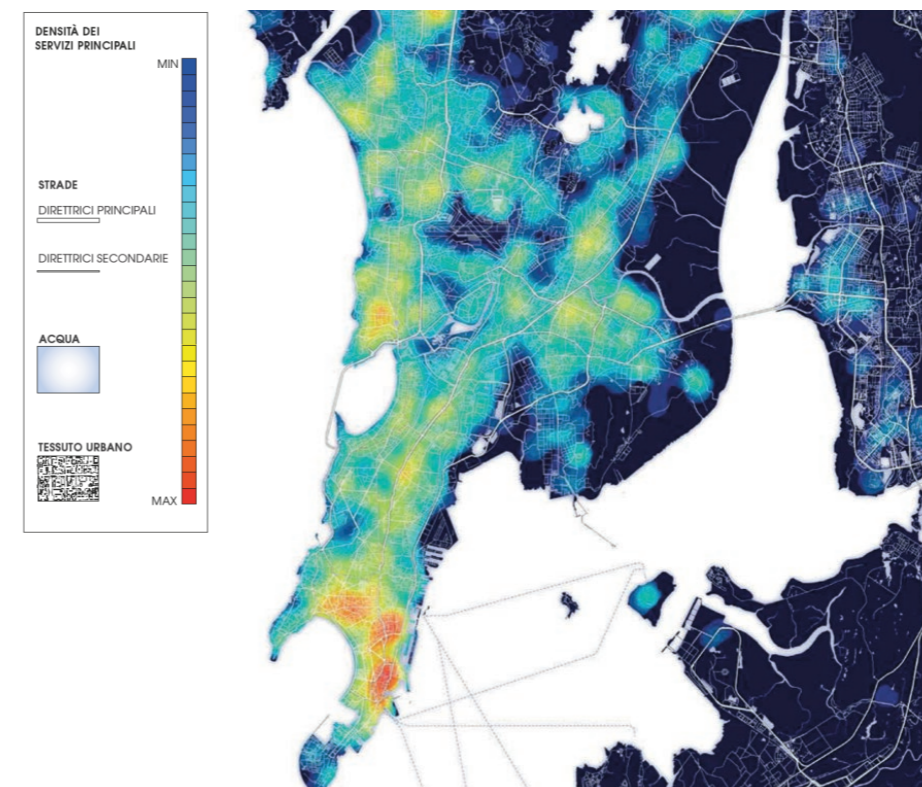 DENSITÀ DEI
SERVIZI PRINCIPALI
MIN
STRADE
DIRETTRICI PRINCIPALI
DIRETTRICI SECONDARIE
ACQUA
TESSUTO URBANO
MAX